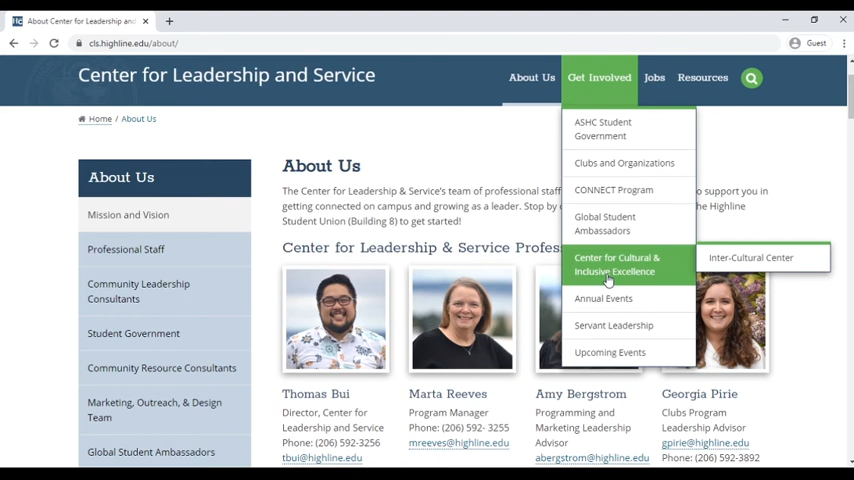 About Center for Leadership and
cls.highline.edu/about/
Guest
Center for Leadership and Service
About Us
Get Involved
Jobs
Resources
Home / About Us
ASHC Student
Government
Clubs and Organizations
CONNECT Program
Global Student
Ambassadors
Center for Cultural &
Inclusive Excellence
Inter-Cultural Center
Annual Events
Servant Leadership
Upcoming Events
About Us
Mission and Vision
Professional Staff
Community Leadership
Consultants
Student Government
Community Resource Consultants
Marketing, Outreach, & Design
Team
Global Student Ambassadors
About Us
The Center for Leadership & Service's team of professional staff o support you in
getting connected on campus and growing as a leader. Stop by the Highline
Student Union (Building 8) to get started!
Center for Leadership & Service Profes
Thomas Bui
Director, Center for
Leadership and Service
Phone: (206) 592-3256
tbui@highline.edu
Marta Reeves
Program Manager
Phone: (206) 592- 3255
mreeves@highline.edu
Amy Bergstrom
Programming and
Marketing Leadership
Advisor
abergstrom@highline.edu
Georgia Pirie
Clubs Program
Leadership Advisor
gpirie@highline.edu
Phone: (206) 592-3892